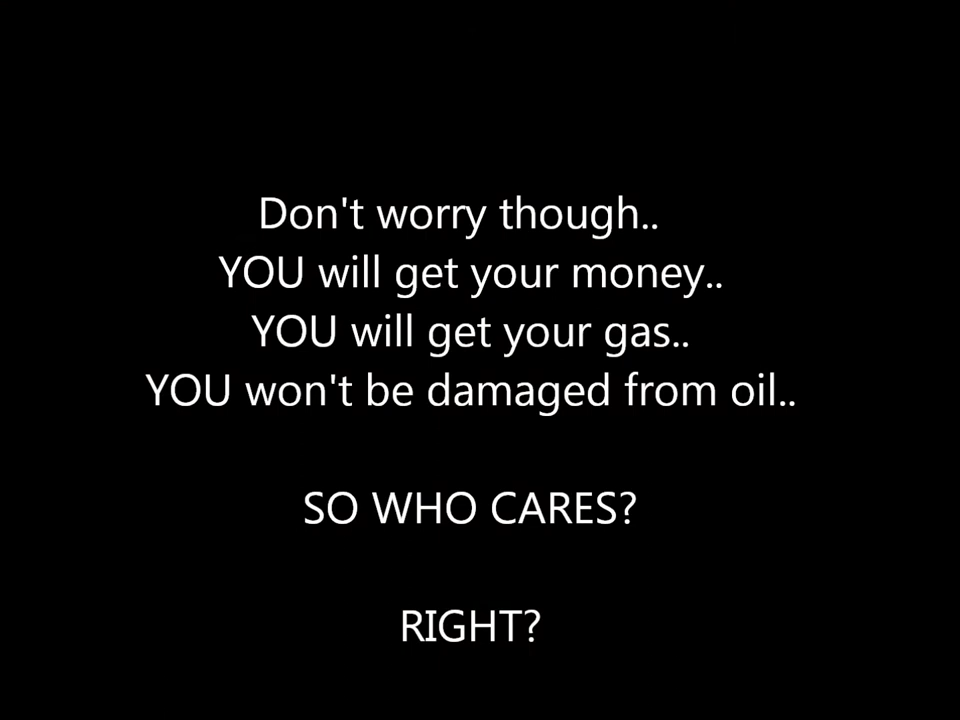 Don't worry though..
YOU will get your money..
YOU will get your gas..
YOU won't be damaged from oil..
SO WHO CARES?
RIGHT?